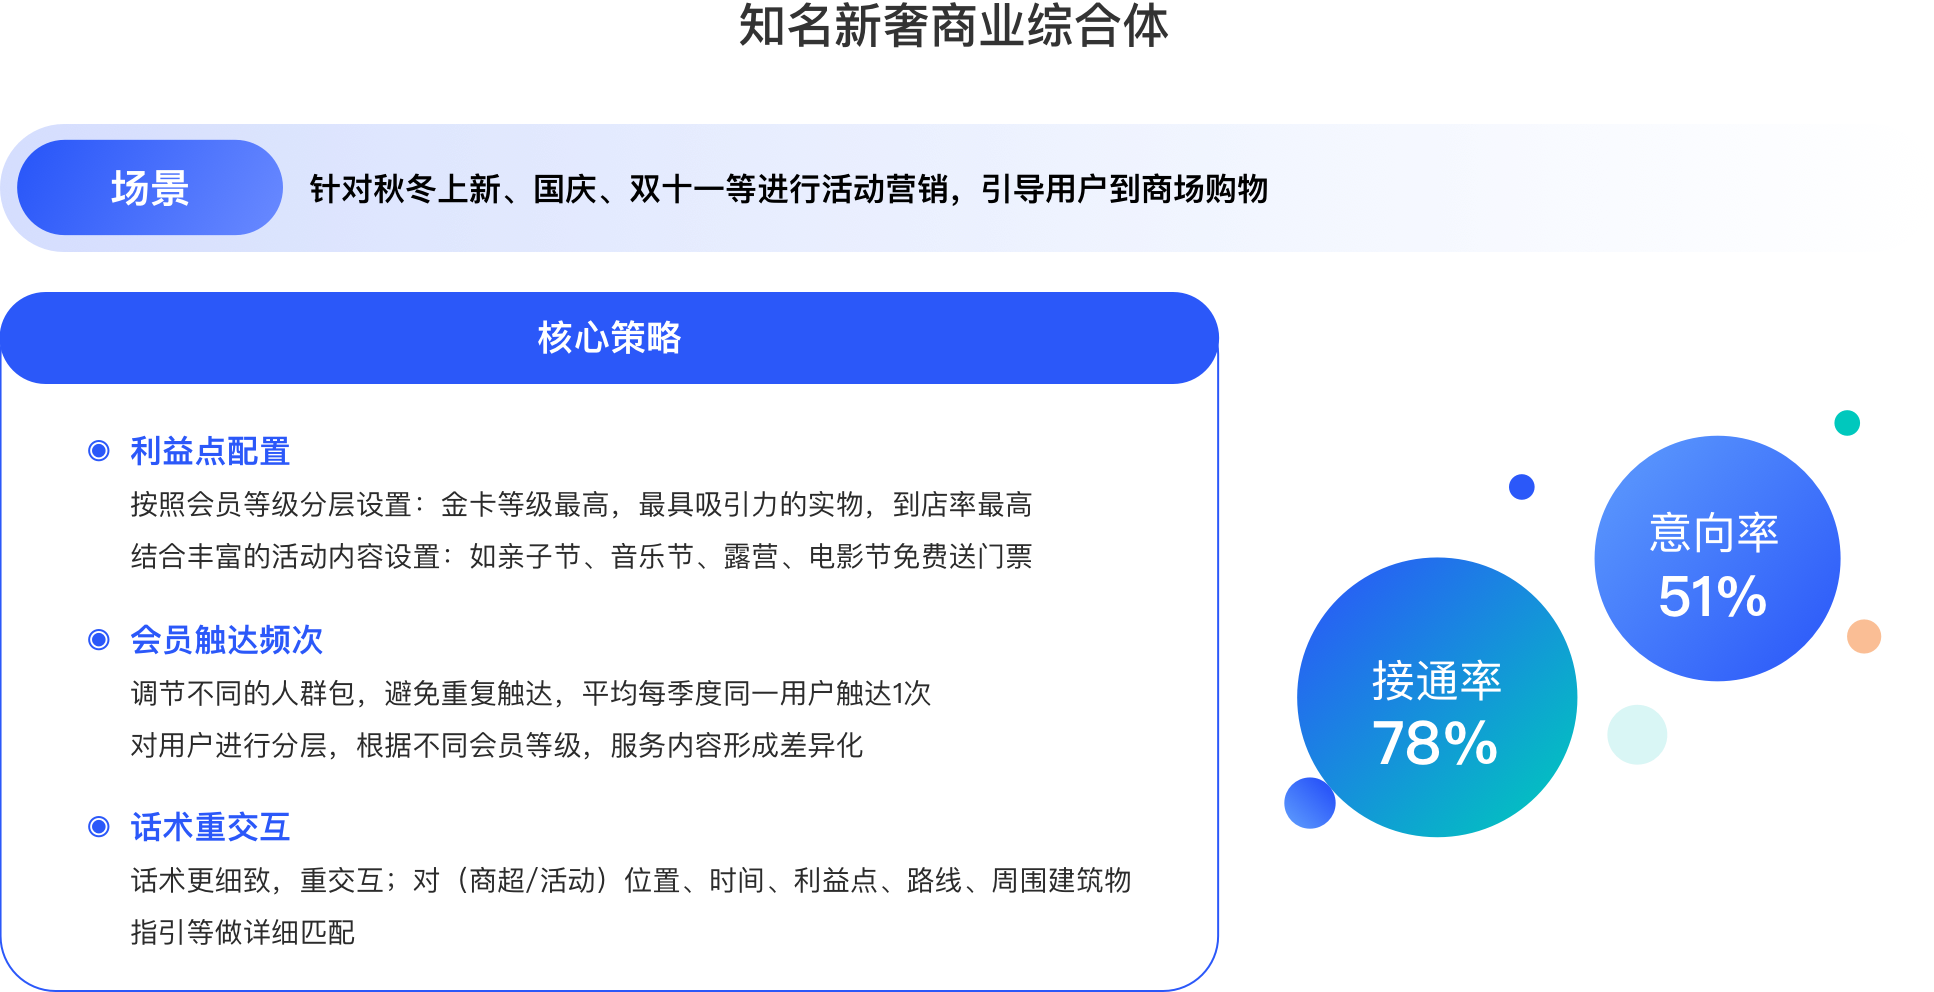 知名新奢商业综合体
场景
针对秋冬上新、国庆、双十一等进行活动营销，引导用户到商场购物
核心策略
利益点配置
按照会员等级分层设置：金卡等级最高，最具吸引力的实物，到店率最高
结合丰富的活动内容设置：如亲子节、音乐节、露营、电影节免费送门票
会员触达频次
调节不同的人群包，避免重复触达，平均每季度同一用户触达1次
对用户进行分层，根据不同会员等级，服务内容形成差异化
话术重交互
话术更细致，重交互；对（商超/活动）位置、时间、利益点、路线、周围建筑物
指引等做详细匹配
意向率
51%
接通率
78%